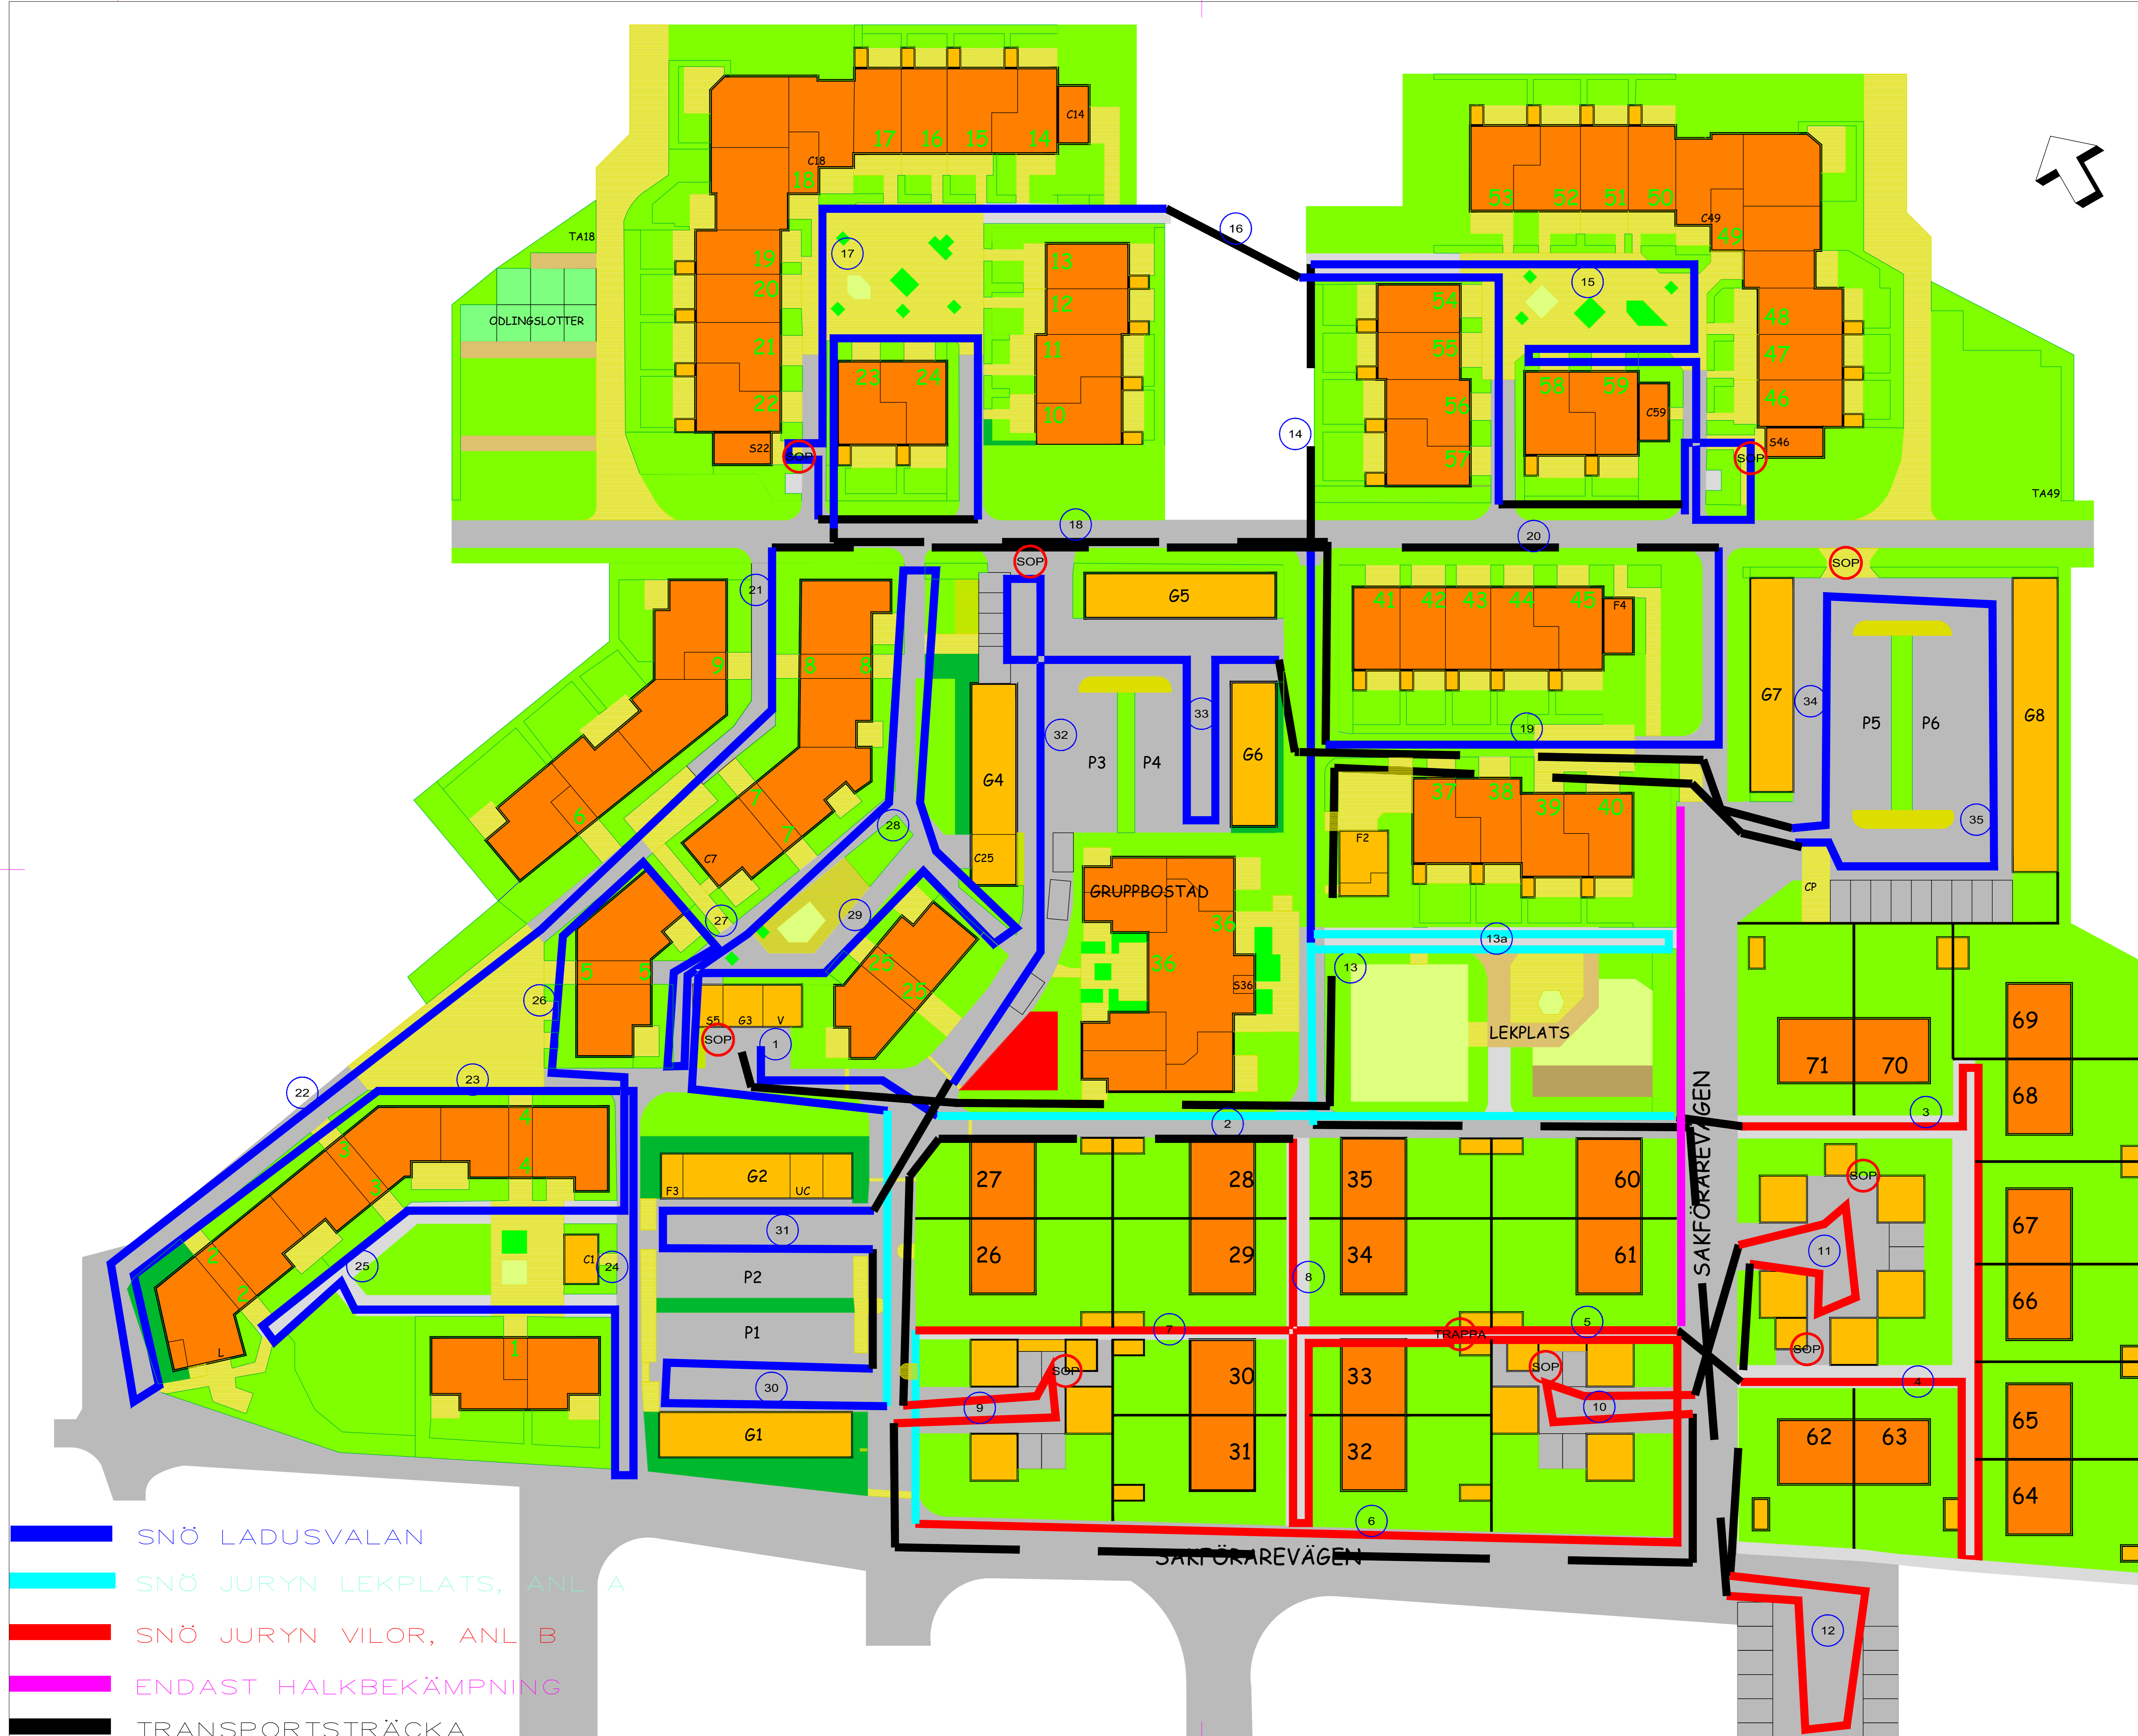 C14
17 16 15 14
C18
18
53 52 51 50
C49
49
16
TA18
17
19
13
15
20
12
54
48
ODLINGSLOTTER
21
11
55
47
22
23 24
10
56
58 59
46
C59
14
S22
SOP
57
S46
SOP
TA49
18
20
SOP
SOP
21
G5
41 42 43 44 45
F4
9
8 8
G7
34
P5 P6
G8
33
32
19
G4
P3 P4
G6
6
7
7
28
37 38
39 40
35
C7
C25
F2
CP
GRUPPBOSTAD
27
29
36
13a
5 5
25
36
13
26
25
S36
69
S5 G3 V
SOP
1
LEKPLATS
71 70
22
23
68
4
2
3
3
4
3
F3
G2
UC
27
28
35
60
SAKFÖRAREVÄGEN
SOP
31
67
2
2
25
C1
24
26
29
34
61
11
P2
8
66
P1
7
5
1
TRAPPA
SOP
L
30
SOP
30
33
SOP
4
9
10
65
G1
31
32
62 63
64
6
SNÖ LADUSVALAN
SAKFÖRAREVÄGEN
SNÖ JURYN LEKPLATS, ANL A
SNÖ JURYN VILOR, ANL B
12
ENDAST HALKBEKÄMPNING
TRANSPORTSTRÄCKA